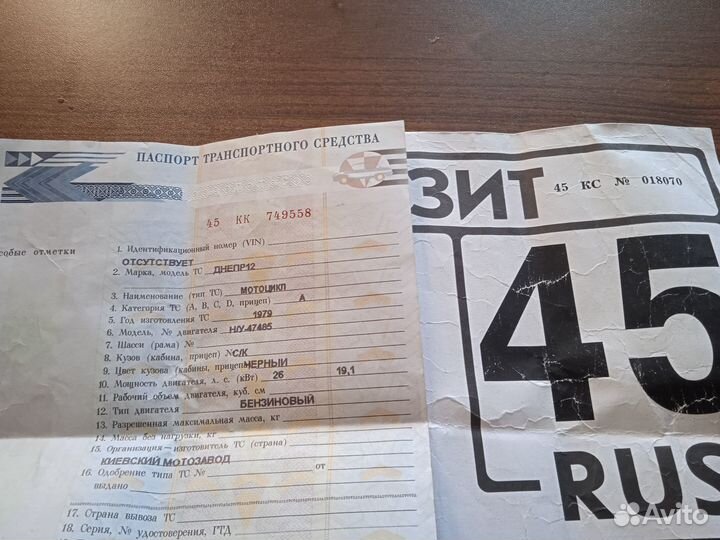 ПАСПОРТ ТРАНСПОРТНОГО СРЕДСТВА
45 КК 749558
собые отметки
1. Идентификационный номер (VIN)
ОТСУТСТВУЕТ
2. Марка, модель ТС ДНЕПР12
3. Наименование (тип ТС) МОТОЦИКЛ
4. Категория ТС (А, В, С, D, прицеп) А
5. Год изготовления ТС 1979
6. Модель, № двигателя Н/У-47485
7. Шасси (рама) №
8. Кузов (кабина, прицеп) № С/К
9. Цвет кузова (кабины, прицепа) ЧЕРНЫЙ
10. Мощность двигателя, л. с. (кВт) 26 19,1
11. Рабочий объем двигателя, куб. см
12. Тип двигателя БЕНЗИНОВЫЙ
13. Разрешенная максимальная масса, кг
14. Масса без нагрузки, кг
15. Организация—изготовитель ТС (страна)
КИЕВСКИЙ МОТОЗАВОД
16. Одобрение типа ТС № от
выдано
17. Страна вывоза ТС
18. Серия, № удостоверения, ГТД
ЗИТ
45 КС № 018070
45
RUS
Avito